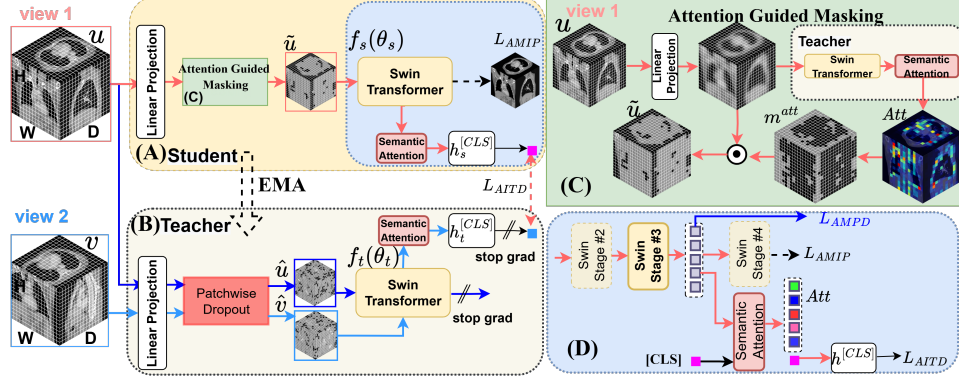 view 1
u
H
W
D
Linear Projection
Attention Guided
Masking
(C)
ũ
f_s(θ_s)
Swin
Transformer
L_AMIP
Semantic
Attention
h_s^[CLS]
(A) Student
EMA
L_AITD
view 2
v
H
W
D
(B) Teacher
Linear Projection
Patchwise
Dropout
û
v̂
f_t(θ_t)
Semantic
Attention
h_t^[CLS]
stop grad
Swin
Transformer
stop grad
view 1
Attention Guided Masking
u
Linear
Projection
Teacher
Swin
Transformer
Semantic
Attention
ũ
m^att
Att
(C)
L_AMPD
Swin
Stage #2
Swin
Stage #3
Swin
Stage #4
L_AMIP
Semantic
Attention
Att
[CLS]
h^[CLS]
L_AITD
(D)